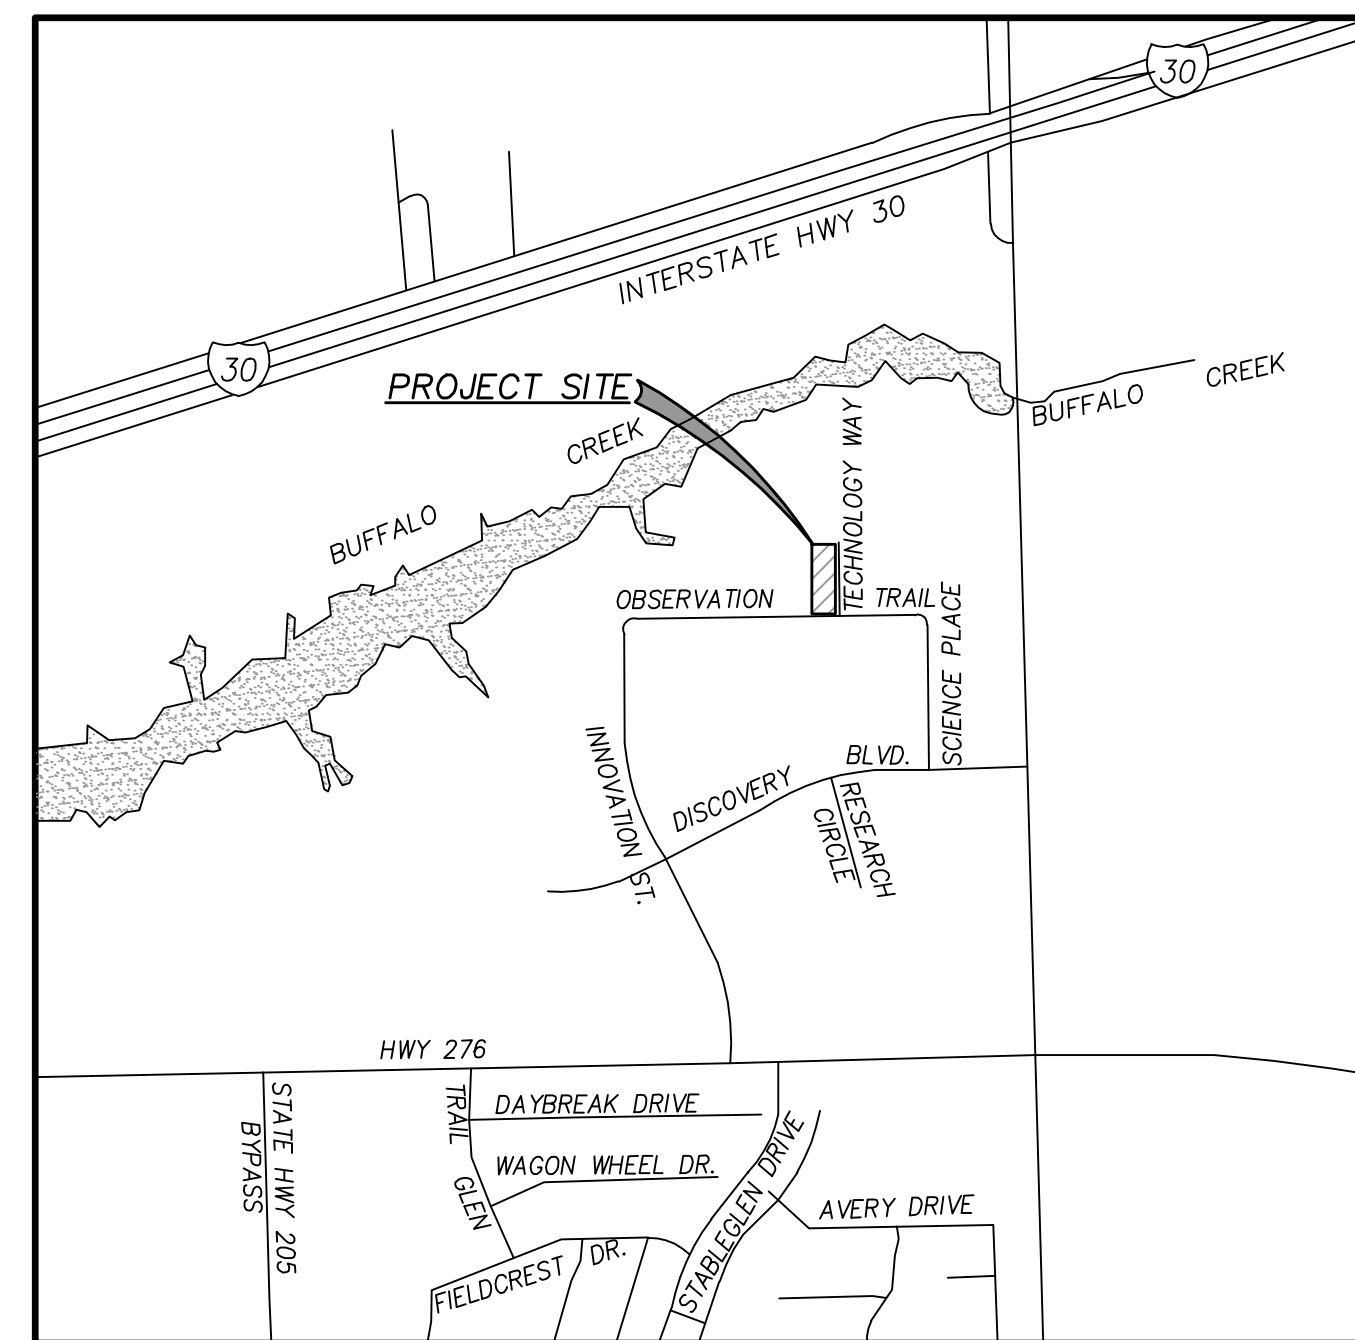 30
INTERSTATE HWY 30
30
PROJECT SITE
BUFFALO CREEK
BUFFALO CREEK
TECHNOLOGY WAY
OBSERVATION TRAIL
SCIENCE PLACE
INNOVATION ST.
DISCOVERY BLVD.
RESEARCH
CIRCLE
HWY 276
STATE HWY 205
BYPASS
TRAIL GLEN
DAYBREAK DRIVE
WAGON WHEEL DR.
STABLEGLEN DRIVE
AVERY DRIVE
FIELDCREST DR.